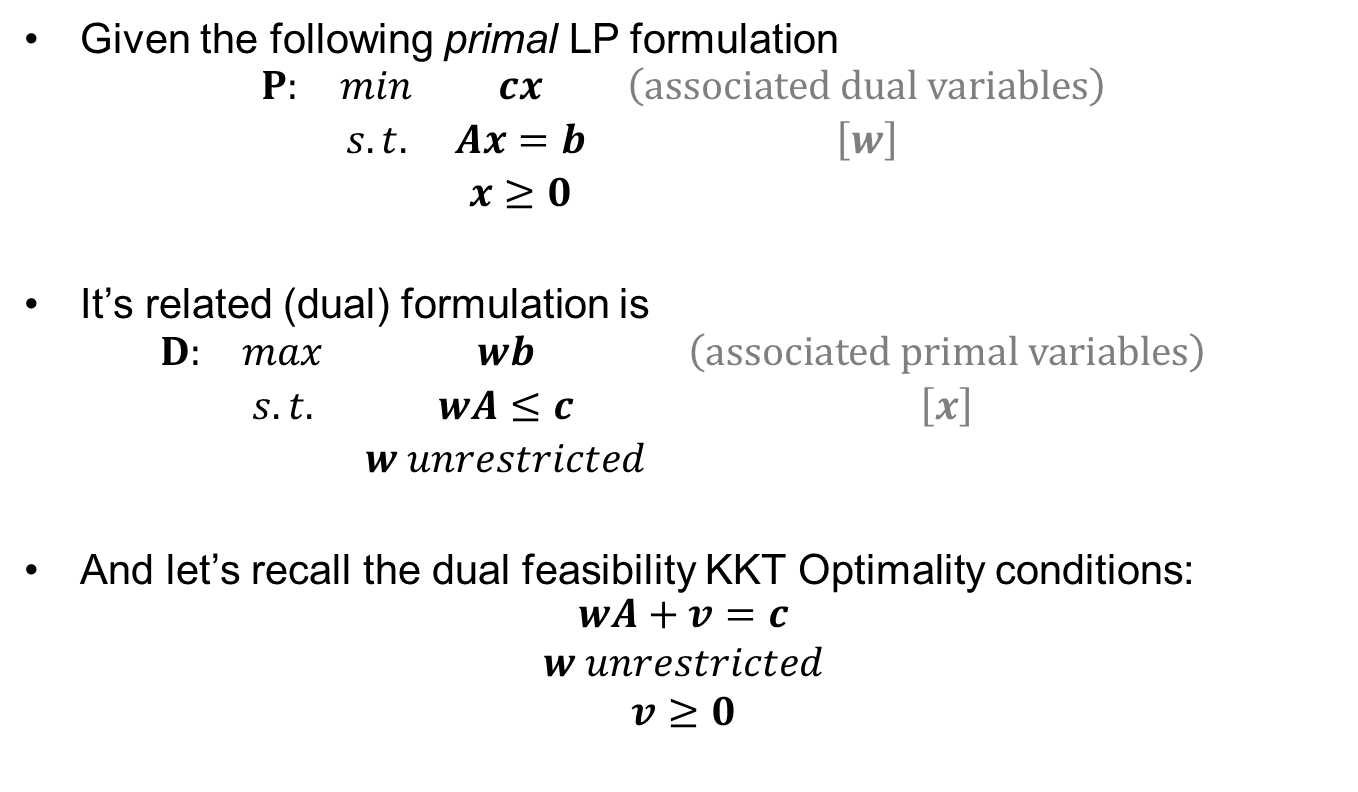 • Given the following primal LP formulation
P: min cx (associated dual variables)
s.t. Ax = b [w]
x ≥ 0
• It's related (dual) formulation is
D: max wb (associated primal variables)
s.t. wA ≤ c [x]
w unrestricted
• And let's recall the dual feasibility KKT Optimality conditions:
wA + v = c
w unrestricted
v ≥ 0